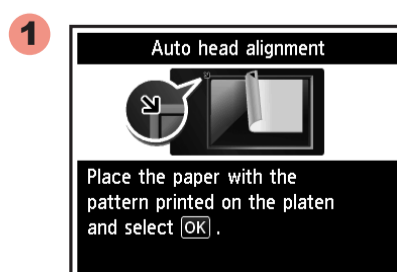 1
Auto head alignment
Place the paper with the
pattern printed on the platen
and select OK .